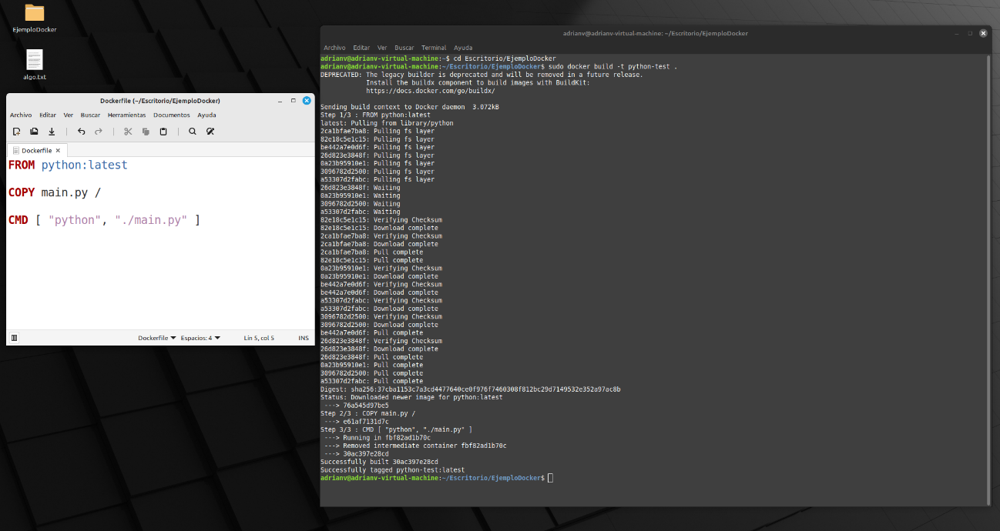 EjemploDocker
algo.txt
Dockerfile (~/Escritorio/EjemploDocker)
Archivo Editar Ver Buscar Herramientas Documentos Ayuda
Dockerfile
FROM python:latest
COPY main.py /
CMD [ "python", "./main.py" ]
Dockerfile Espacios: 4 Lin 5, col 5 INS
adrianv@adrianv-virtual-machine: ~/Escritorio/EjemploDocker
Archivo Editar Ver Buscar Terminal Ayuda
adrianv@adrianv-virtual-machine:~$ cd Escritorio/EjemploDocker
adrianv@adrianv-virtual-machine:~/Escritorio/EjemploDocker$ sudo docker build -t python-test .
DEPRECATED: The legacy builder is deprecated and will be removed in a future release.
Install the buildx component to build images with BuildKit:
https://docs.docker.com/go/buildx/
Sending build context to Docker daemon 3.072kB
Step 1/3 : FROM python:latest
latest: Pulling from library/python
2ca1bfae7ba8: Pulling fs layer
82e18c5e1c15: Pulling fs layer
be442a7e0d6f: Pulling fs layer
26d823e3848f: Pulling fs layer
0a23b95910e1: Pulling fs layer
3096782d2500: Pulling fs layer
a53307d2fabc: Pulling fs layer
26d823e3848f: Waiting
0a23b95910e1: Waiting
3096782d2500: Waiting
a53307d2fabc: Waiting
82e18c5e1c15: Verifying Checksum
82e18c5e1c15: Download complete
2ca1bfae7ba8: Verifying Checksum
2ca1bfae7ba8: Download complete
2ca1bfae7ba8: Pull complete
82e18c5e1c15: Pull complete
0a23b95910e1: Verifying Checksum
0a23b95910e1: Download complete
be442a7e0d6f: Verifying Checksum
be442a7e0d6f: Download complete
a53307d2fabc: Verifying Checksum
a53307d2fabc: Download complete
3096782d2500: Verifying Checksum
3096782d2500: Download complete
be442a7e0d6f: Pull complete
26d823e3848f: Verifying Checksum
26d823e3848f: Download complete
26d823e3848f: Pull complete
0a23b95910e1: Pull complete
3096782d2500: Pull complete
a53307d2fabc: Pull complete
Digest: sha256:37cba1153c7a3cd4477640ce0f976f7460308f812bc29d7149532e352a97ac8b
Status: Downloaded newer image for python:latest
---> 76a545d97be5
Step 2/3 : COPY main.py /
---> e61af7131d7c
Step 3/3 : CMD [ "python", "./main.py" ]
---> Running in fbf82ad1b70c
---> Removed intermediate container fbf82ad1b70c
---> 30ac397e28cd
Successfully built 30ac397e28cd
Successfully tagged python-test:latest
adrianv@adrianv-virtual-machine:~/Escritorio/EjemploDocker$